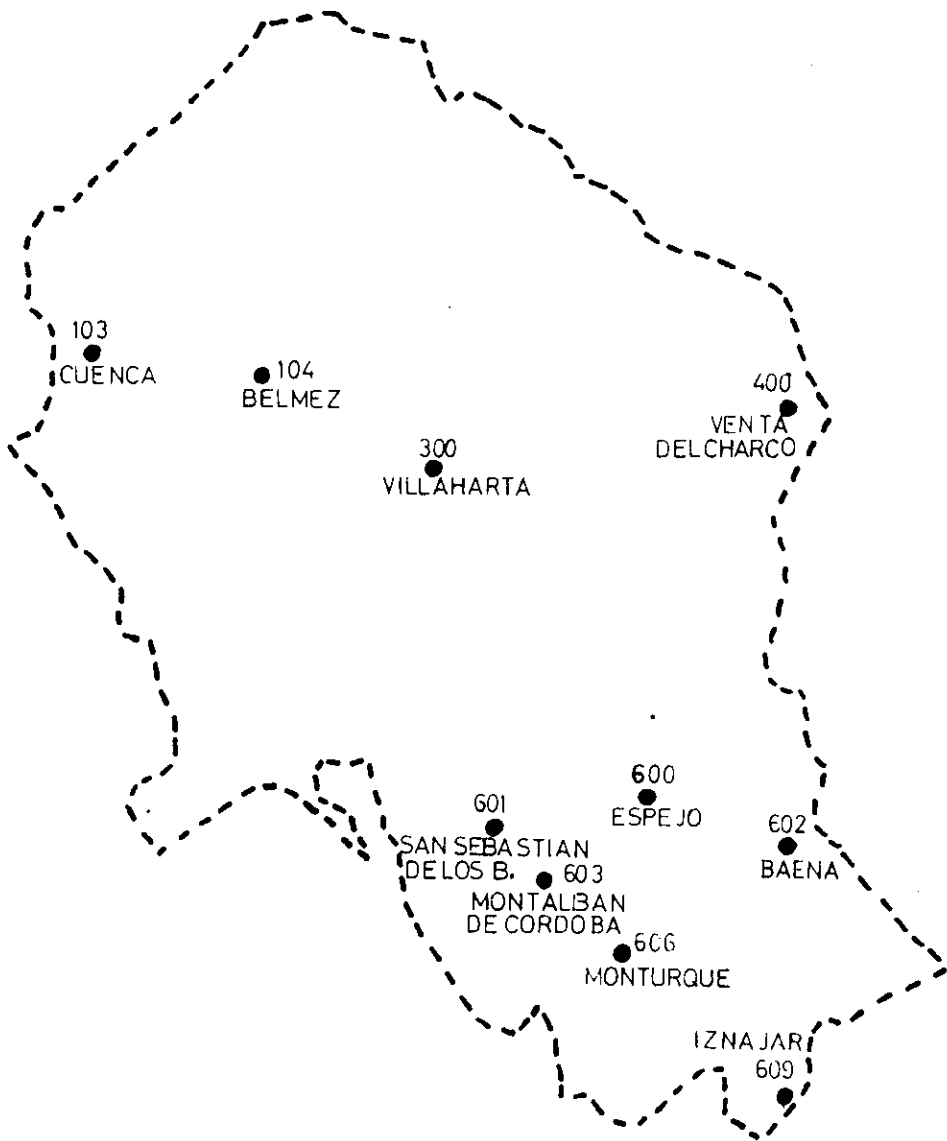 103
CUENCA
104
BELMEZ
400
VENTA
DEL CHARCO
300
VILLAHARTA
600
ESPEJO
601
SAN SEBASTIAN
DE LOS B.
602
BAENA
603
MONTALBAN
DE CORDOBA
606
MONTURQUE
IZNAJAR
609